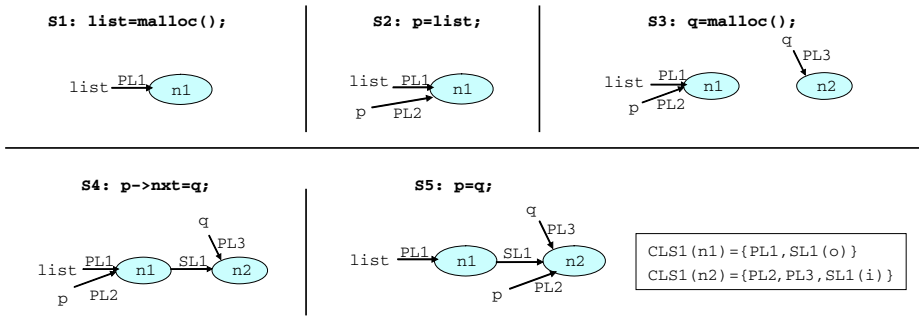 S1: list=malloc();
S2: p=list;
S3: q=malloc();
list PL1 n1
list PL1 n1
p PL2
q
PL3
list PL1 n1 n2
p PL2
S4: p->nxt=q;
S5: p=q;
q
PL3
list PL1 n1 SL1 n2
p PL2
q
PL3
list PL1 n1 SL1 n2
p PL2
CLS1(n1)={PL1,SL1(o)}
CLS1(n2)={PL2,PL3,SL1(i)}